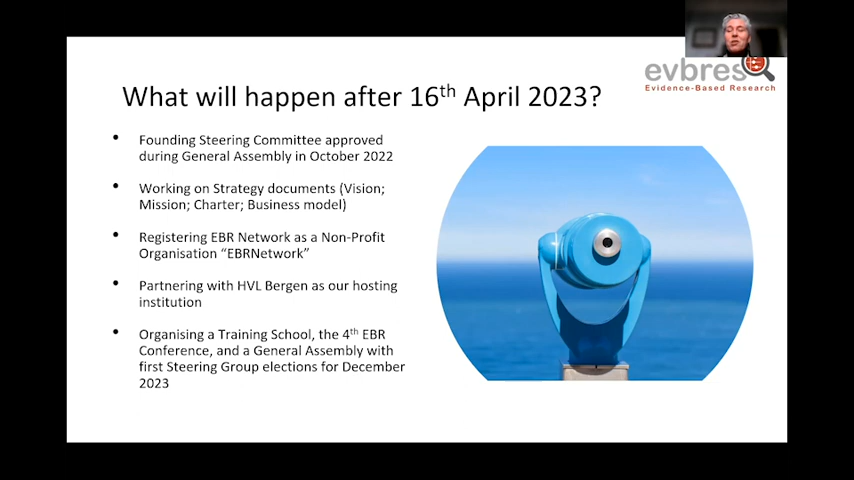 evbres
Evidence-Based Research
What will happen after 16th April 2023?
• Founding Steering Committee approved
during General Assembly in October 2022
• Working on Strategy documents (Vision;
Mission; Charter; Business model)
• Registering EBR Network as a Non-Profit
Organisation “EBRNetwork”
• Partnering with HVL Bergen as our hosting
institution
• Organising a Training School, the 4th EBR
Conference, and a General Assembly with
first Steering Group elections for December
2023